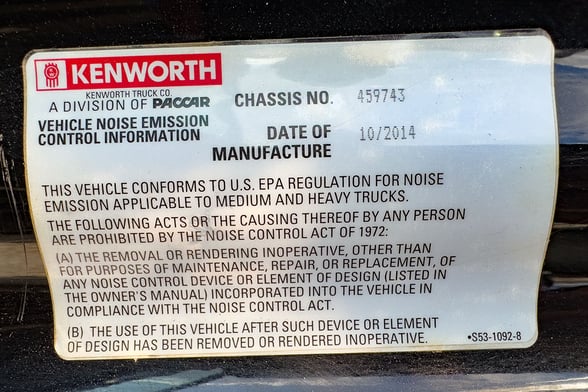 KENWORTH
KENWORTH TRUCK CO.
A DIVISION OF PACCAR
CHASSIS NO. 459743
VEHICLE NOISE EMISSION
CONTROL INFORMATION
DATE OF 10/2014
MANUFACTURE
THIS VEHICLE CONFORMS TO U.S. EPA REGULATION FOR NOISE
EMISSION APPLICABLE TO MEDIUM AND HEAVY TRUCKS.
THE FOLLOWING ACTS OR THE CAUSING THEREOF BY ANY PERSON
ARE PROHIBITED BY THE NOISE CONTROL ACT OF 1972:
(A) THE REMOVAL OR RENDERING INOPERATIVE, OTHER THAN
FOR PURPOSES OF MAINTENANCE, REPAIR, OR REPLACEMENT, OF
ANY NOISE CONTROL DEVICE OR ELEMENT OF DESIGN (LISTED IN
THE OWNER'S MANUAL) INCORPORATED INTO THE VEHICLE IN
COMPLIANCE WITH THE NOISE CONTROL ACT.
(B) THE USE OF THIS VEHICLE AFTER SUCH DEVICE OR ELEMENT
OF DESIGN HAS BEEN REMOVED OR RENDERED INOPERATIVE.
•S53-1092-8